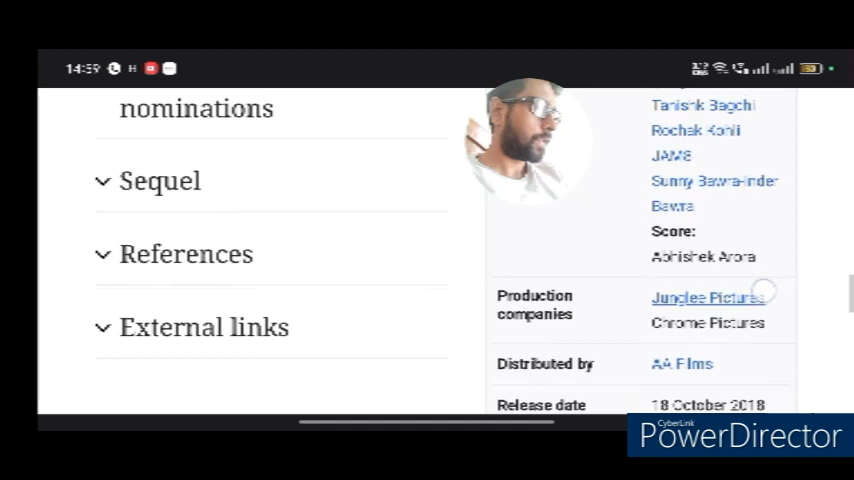 14:59
nominations
Sequel
References
External links
Tanishk Bagchi
Rochak Kohli
JAM8
Sunny Bawra-Inder
Bawra
Score:
Abhishek Arora
Production
companies
Junglee Pictures
Chrome Pictures
Distributed by
AA Films
Release date
18 October 2018
CyberLink
PowerDirector